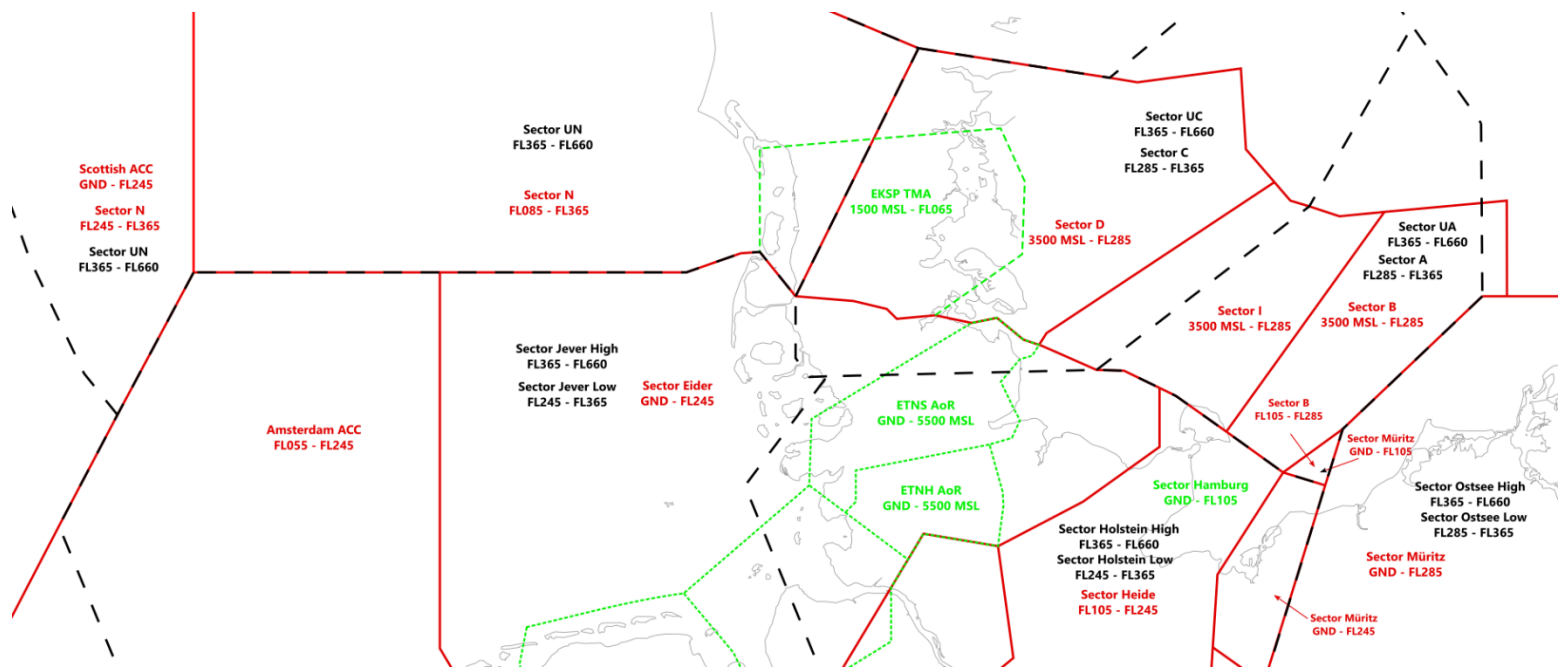 Scottish ACC
GND - FL245
Sector N
FL245 - FL365
Sector UN
FL365 - FL660
Sector UN
FL365 - FL660
Sector N
FL085 - FL365
EKSP TMA
1500 MSL - FL065
Sector UC
FL365 - FL660
Sector C
FL285 - FL365
Sector D
3500 MSL - FL285
Sector UA
FL365 - FL660
Sector A
FL285 - FL365
Sector I
3500 MSL - FL285
Sector B
3500 MSL - FL285
Amsterdam ACC
FL055 - FL245
Sector Jever High
FL365 - FL660
Sector Jever Low
FL245 - FL365
Sector Eider
GND - FL245
ETNS AoR
GND - 5500 MSL
ETNH AoR
GND - 5500 MSL
Sector B
FL105 - FL285
Sector Müritz
GND - FL105
Sector Hamburg
GND - FL105
Sector Holstein High
FL365 - FL660
Sector Holstein Low
FL245 - FL365
Sector Heide
FL105 - FL245
Sector Ostsee High
FL365 - FL660
Sector Ostsee Low
FL285 - FL365
Sector Müritz
GND - FL285
Sector Müritz
GND - FL245